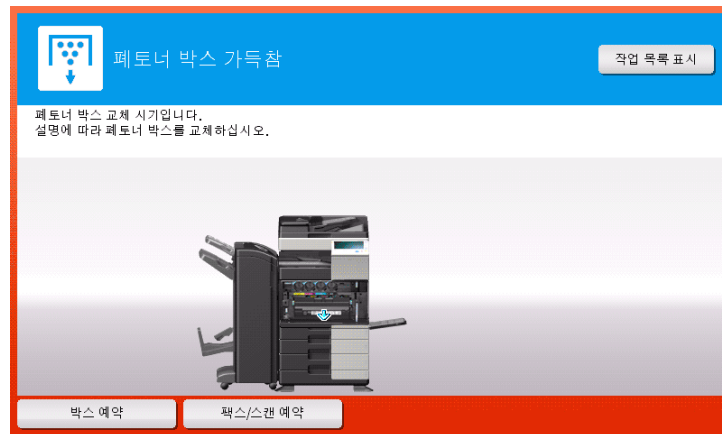 폐토너 박스 가득참
작업 목록 표시
폐토너 박스 교체 시기입니다.
설명에 따라 폐토너 박스를 교체하십시오.
박스 예약
팩스/스캔 예약